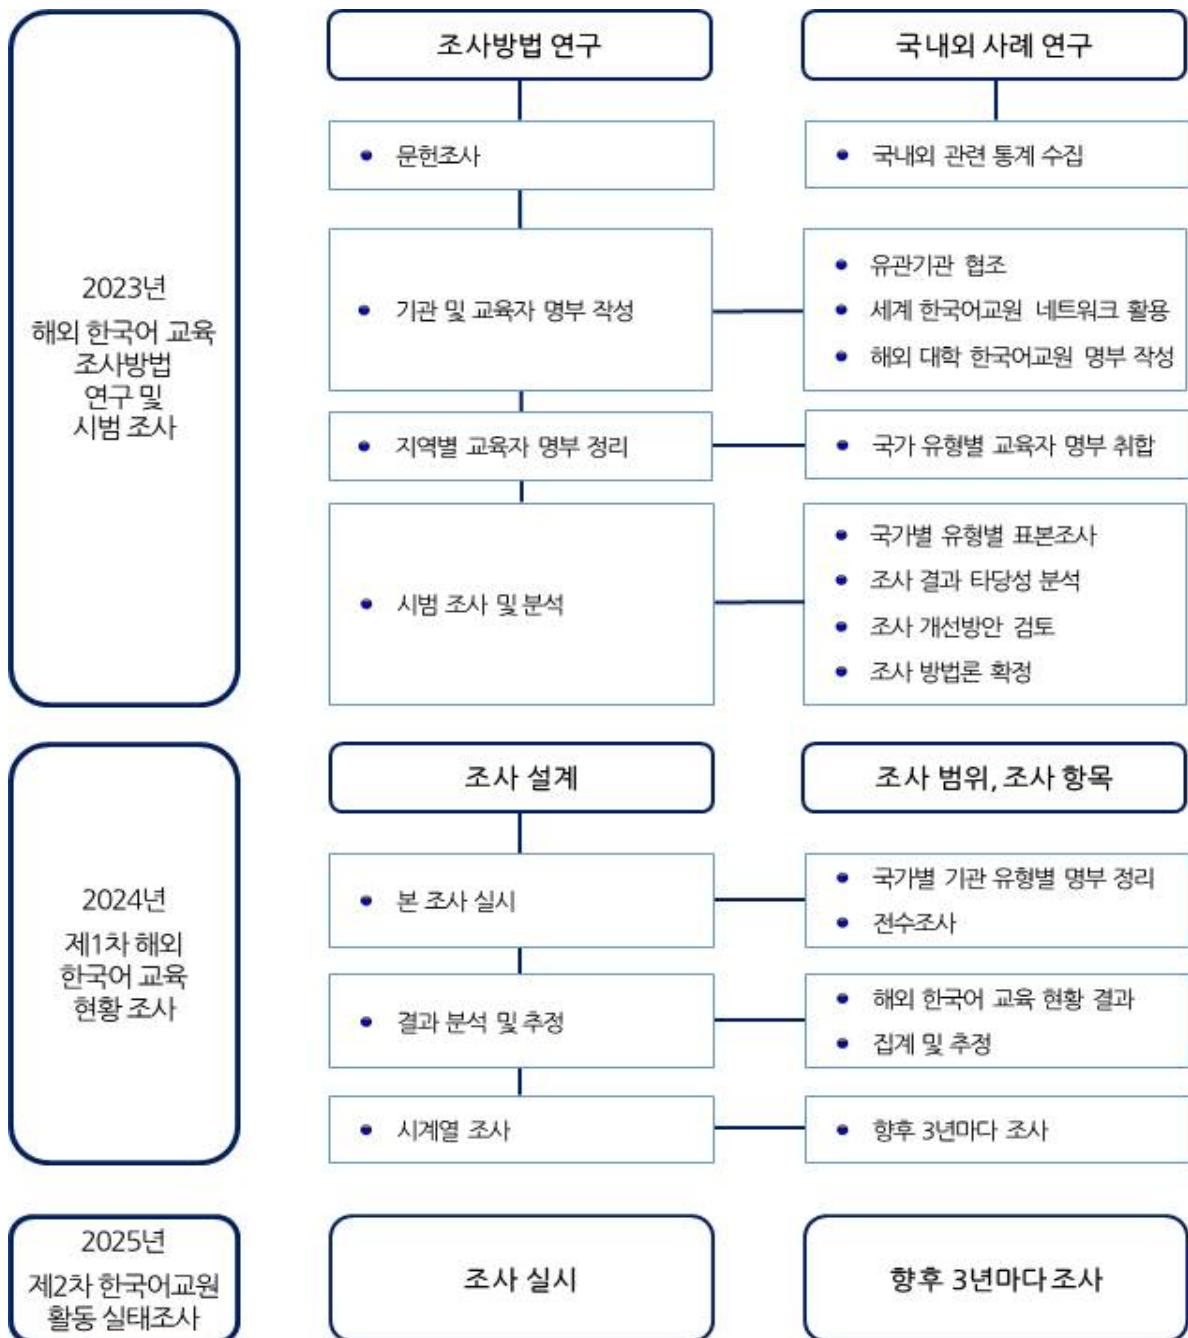 2023년
해외 한국어 교육
조사방법
연구 및
시범 조사
조사방법 연구
국내외 사례 연구
문헌조사
국내외 관련 통계 수집
기관 및 교육자 명부 작성
유관기관 협조
세계 한국어교원 네트워크 활용
해외 대학 한국어교원 명부 작성
지역별 교육자 명부 정리
국가 유형별 교육자 명부 취합
시범 조사 및 분석
국가별 유형별 표본조사
조사 결과 타당성 분석
조사 개선방안 검토
조사 방법론 확정
2024년
제1차 해외
한국어 교육
현황 조사
조사 설계
조사 범위, 조사 항목
본 조사 실시
국가별 기관 유형별 명부 정리
전수조사
결과 분석 및 추정
해외 한국어 교육 현황 결과
집계 및 추정
시계열 조사
향후 3년마다 조사
2025년
제2차 한국어교원
활동 실태조사
조사 실시
향후 3년마다 조사